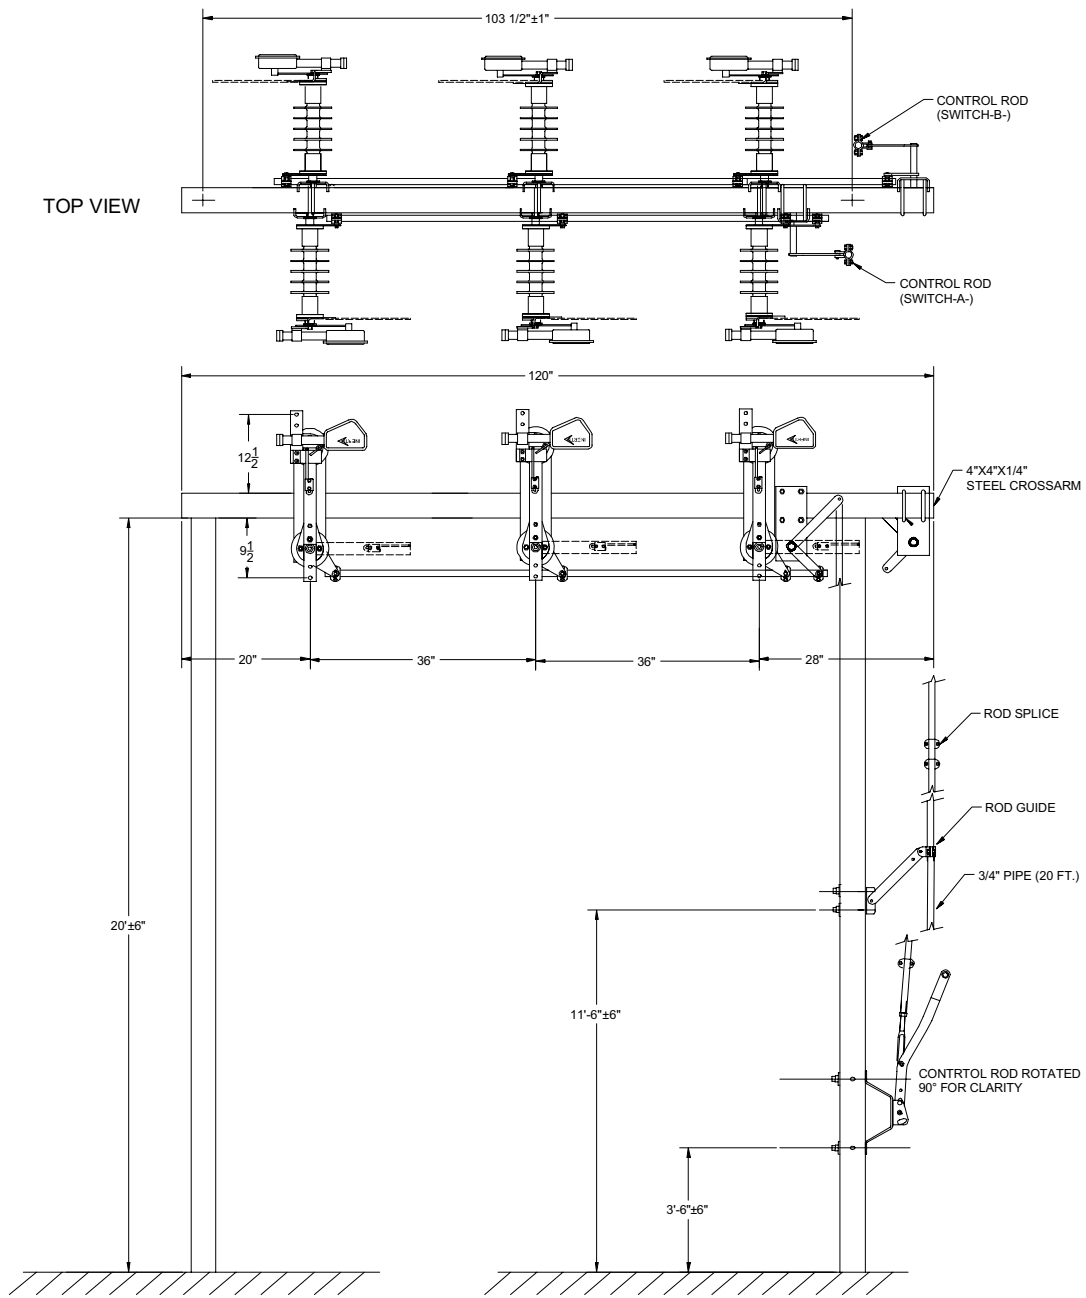 103 1/2"±1"
CONTROL ROD
(SWITCH-B-)
TOP VIEW
CONTROL ROD
(SWITCH-A-)
120"
12 1/2
4"X4"X1/4"
STEEL CROSSARM
9 1/2
20"
36"
36"
28"
ROD SPLICE
ROD GUIDE
3/4" PIPE (20 FT.)
20'±6"
11'-6"±6"
CONTRTOL ROD ROTATED
90° FOR CLARITY
3'-6"±6"